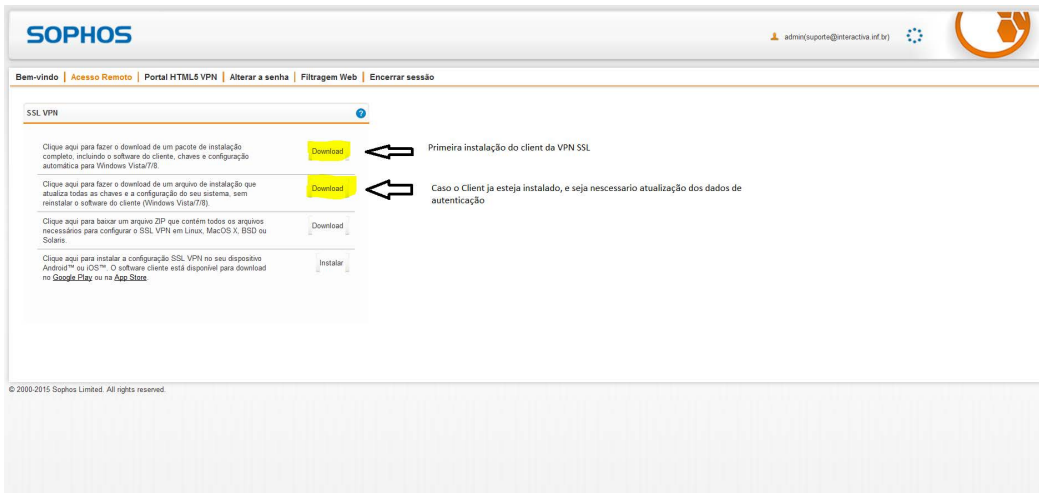 SOPHOS
admin(suporte@interactiva.inf.br)
Bem-vindo | Acesso Remoto | Portal HTML5 VPN | Alterar a senha | Filtragem Web | Encerrar sessão
SSL VPN
?
Clique aqui para fazer o download de um pacote de instalação
completo, incluindo o software do cliente, chaves e configuração
automática para Windows Vista/7/8.
Download
Primeira instalação do client da VPN SSL
Clique aqui para fazer o download de um arquivo de instalação que
atualiza todas as chaves e a configuração do seu sistema, sem
reinstalar o software do cliente (Windows Vista/7/8).
Download
Caso o Client ja esteja instalado, e seja nescessario atualização dos dados de
autenticação
Clique aqui para baixar um arquivo ZIP que contém todos os arquivos
necessários para configurar o SSL VPN em Linux, MacOS X, BSD ou
Solaris.
Download
Clique aqui para instalar a configuração SSL VPN no seu dispositivo
Android™ ou iOS™. O software cliente está disponível para download
no Google Play ou na App Store.
Instalar
© 2000-2015 Sophos Limited. All rights reserved.